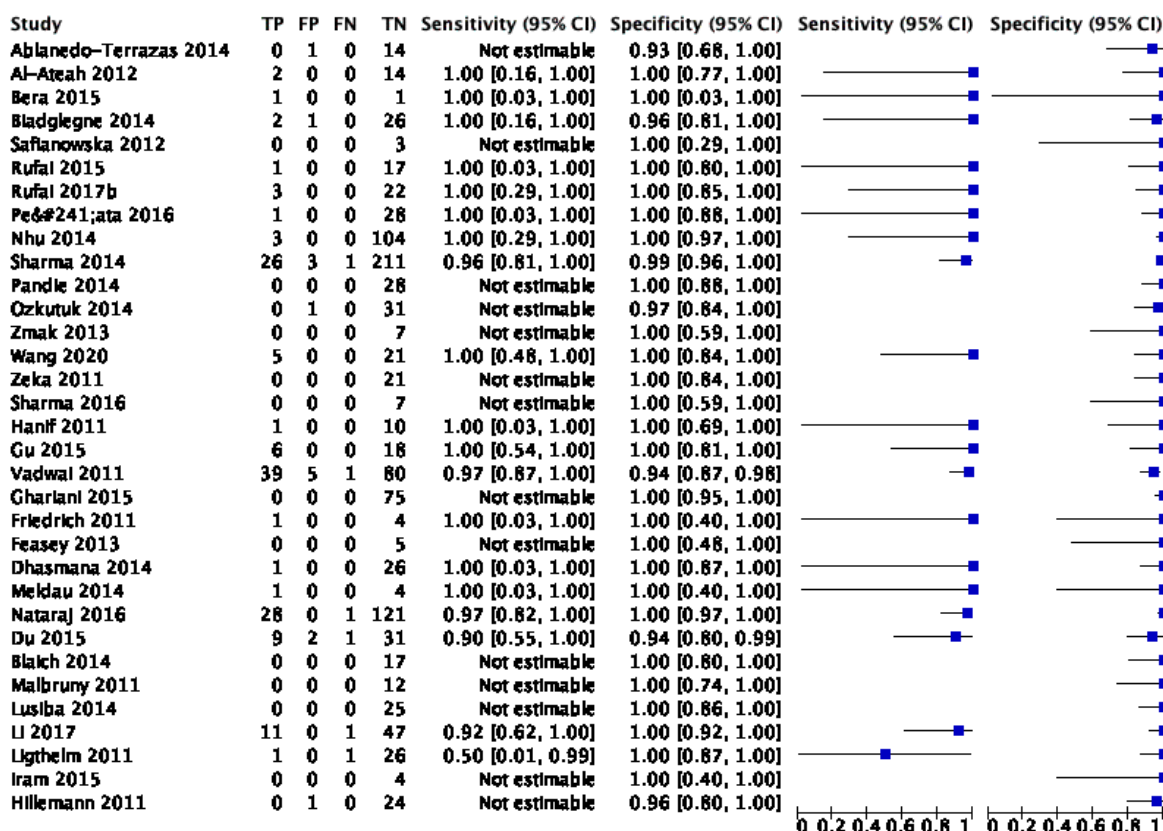 Study TP FP FN TN Sensitivity (95% CI) Specificity (95% CI) Sensitivity (95% CI) Specificity (95% CI)
Ablanedo-Terrazas 2014 0 1 0 14 Not estimable 0.93 [0.68, 1.00]
Al-Ateah 2012 2 0 0 14 1.00 [0.16, 1.00] 1.00 [0.77, 1.00]
Bera 2015 1 0 0 1 1.00 [0.03, 1.00] 1.00 [0.03, 1.00]
Bladglegne 2014 2 1 0 26 1.00 [0.16, 1.00] 0.96 [0.81, 1.00]
Safianowska 2012 0 0 0 3 Not estimable 1.00 [0.29, 1.00]
Rufai 2015 1 0 0 17 1.00 [0.03, 1.00] 1.00 [0.80, 1.00]
Rufai 2017b 3 0 0 22 1.00 [0.29, 1.00] 1.00 [0.85, 1.00]
Pe&#241;ata 2016 1 0 0 28 1.00 [0.03, 1.00] 1.00 [0.88, 1.00]
Nhu 2014 3 0 0 104 1.00 [0.29, 1.00] 1.00 [0.97, 1.00]
Sharma 2014 26 3 1 211 0.96 [0.81, 1.00] 0.99 [0.96, 1.00]
Pandie 2014 0 0 0 28 Not estimable 1.00 [0.88, 1.00]
Ozkutuk 2014 0 1 0 31 Not estimable 0.97 [0.84, 1.00]
Zmak 2013 0 0 0 7 Not estimable 1.00 [0.59, 1.00]
Wang 2020 5 0 0 21 1.00 [0.48, 1.00] 1.00 [0.84, 1.00]
Zeka 2011 0 0 0 21 Not estimable 1.00 [0.84, 1.00]
Sharma 2016 0 0 0 7 Not estimable 1.00 [0.59, 1.00]
Hanif 2011 1 0 0 10 1.00 [0.03, 1.00] 1.00 [0.69, 1.00]
Gu 2015 6 0 0 18 1.00 [0.54, 1.00] 1.00 [0.81, 1.00]
Vadwai 2011 39 5 1 80 0.97 [0.87, 1.00] 0.94 [0.87, 0.98]
Ghariani 2015 0 0 0 75 Not estimable 1.00 [0.95, 1.00]
Friedrich 2011 1 0 0 4 1.00 [0.03, 1.00] 1.00 [0.40, 1.00]
Feasey 2013 0 0 0 5 Not estimable 1.00 [0.48, 1.00]
Dhasmana 2014 1 0 0 26 1.00 [0.03, 1.00] 1.00 [0.87, 1.00]
Meldau 2014 1 0 0 4 1.00 [0.03, 1.00] 1.00 [0.40, 1.00]
Nataraj 2016 28 0 1 121 0.97 [0.82, 1.00] 1.00 [0.97, 1.00]
Du 2015 9 2 1 31 0.90 [0.55, 1.00] 0.94 [0.80, 0.99]
Blaich 2014 0 0 0 17 Not estimable 1.00 [0.80, 1.00]
Malbruny 2011 0 0 0 12 Not estimable 1.00 [0.74, 1.00]
Lusiba 2014 0 0 0 25 Not estimable 1.00 [0.86, 1.00]
Li 2017 11 0 1 47 0.92 [0.62, 1.00] 1.00 [0.92, 1.00]
Ligthelm 2011 1 0 1 26 0.50 [0.01, 0.99] 1.00 [0.87, 1.00]
Iram 2015 0 0 0 4 Not estimable 1.00 [0.40, 1.00]
Hillemann 2011 0 1 0 24 Not estimable 0.96 [0.80, 1.00]
0 0.2 0.4 0.6 0.8 1 0 0.2 0.4 0.6 0.8 1